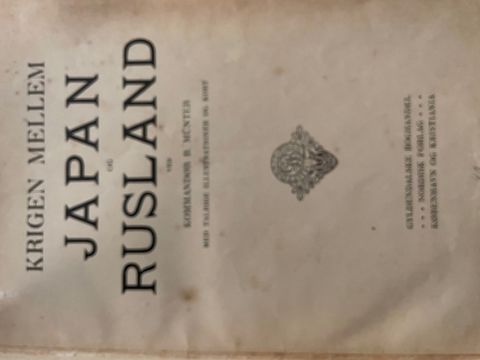 KRIGEN MELLEM
JAPAN
OG
RUSLAND
VED
KOMMANDØR B. MÜNTER
MED TALRIGE ILLUSTRATIONER OG KORT
GYLDENDALSKE BOGHANDEL
• • • NORDISK FORLAG • • •
KØBENHAVN OG KRISTIANIA